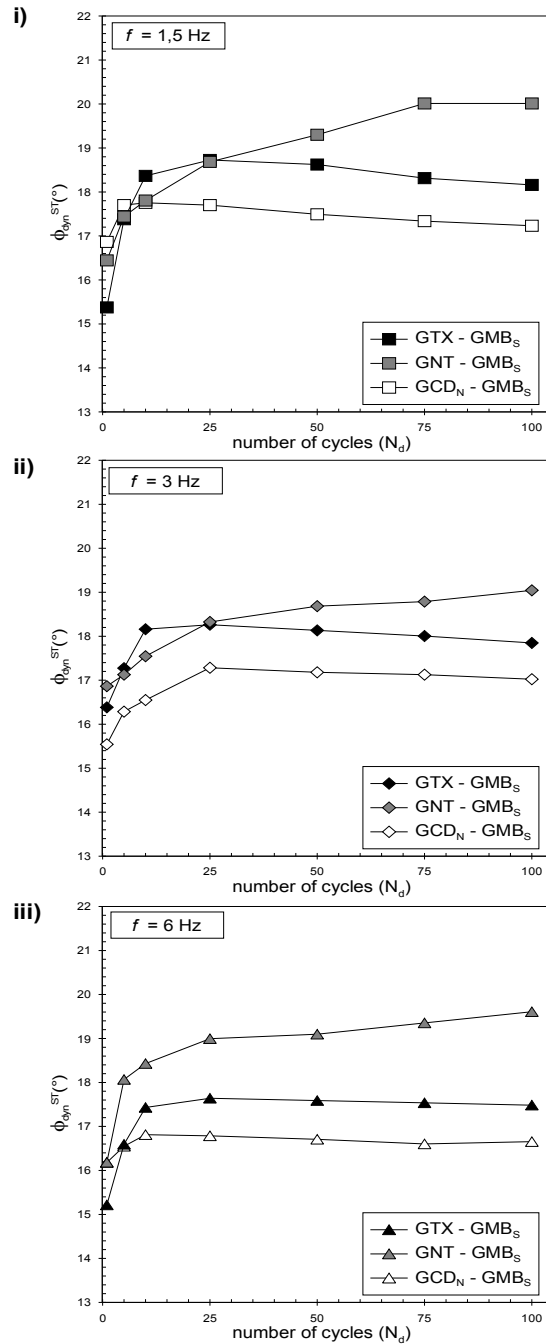 i)
f = 1,5 Hz
22
21
20
19
18
17
16
15
14
13
ϕdyn ST(°)
GTX - GMBS
GNT - GMBS
GCDN - GMBS
0 25 50 75 100
number of cycles (Nd)
ii)
f = 3 Hz
22
21
20
19
18
17
16
15
14
13
ϕdyn ST(°)
GTX - GMBS
GNT - GMBS
GCDN - GMBS
0 25 50 75 100
number of cycles (Nd)
iii)
f = 6 Hz
22
21
20
19
18
17
16
15
14
13
ϕdyn ST(°)
GTX - GMBS
GNT - GMBS
GCDN - GMBS
0 25 50 75 100
number of cycles (Nd)